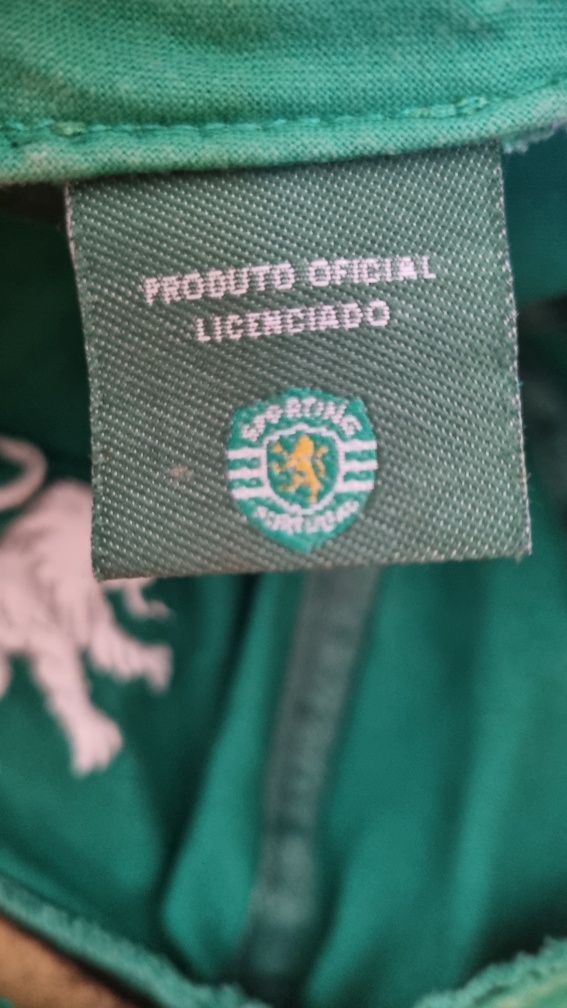 PRODUTO OFICIAL
LICENCIADO
SPORTING
PORTUGAL